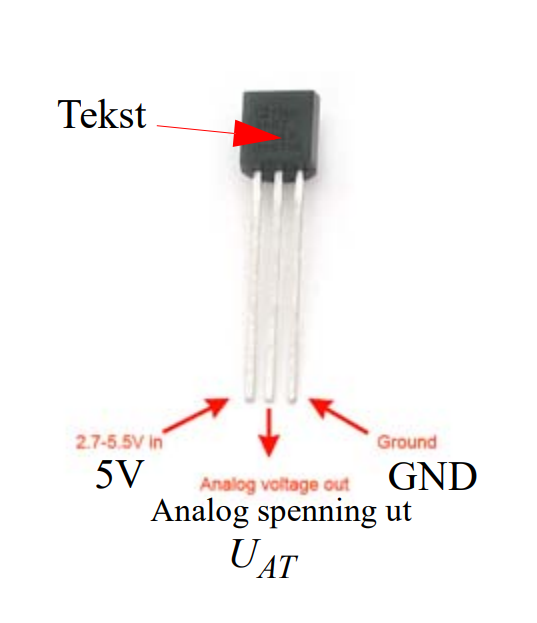 Tekst
2.7-5.5V in
Ground
5V
GND
Analog voltage out
Analog spenning ut
U_AT